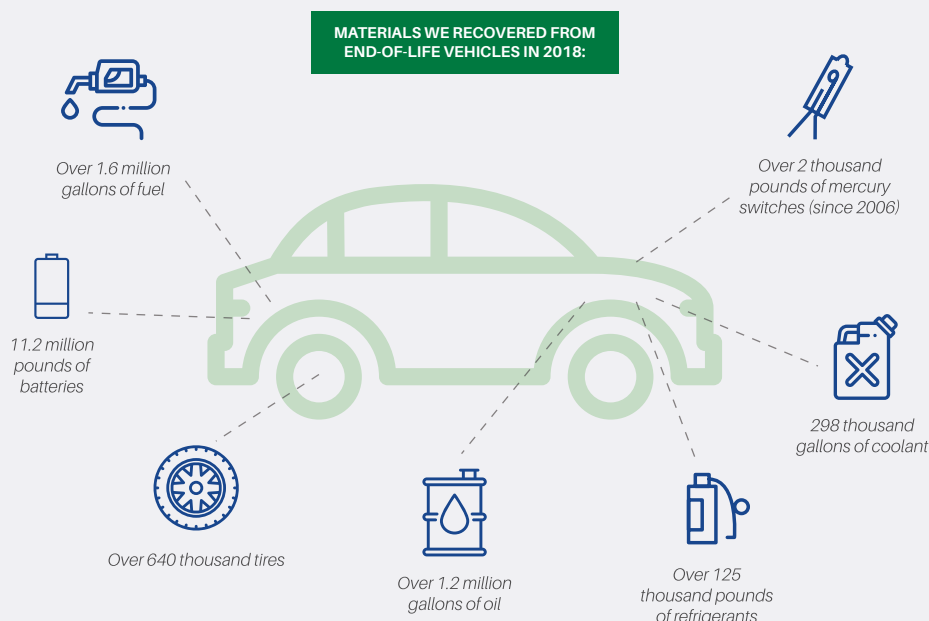 MATERIALS WE RECOVERED FROM
END-OF-LIFE VEHICLES IN 2018:
Over 1.6 million
gallons of fuel
Over 2 thousand
pounds of mercury
switches (since 2006)
11.2 million
pounds of
batteries
298 thousand
gallons of coolant
Over 640 thousand tires
Over 1.2 million
gallons of oil
Over 125
thousand pounds
of refrigerants